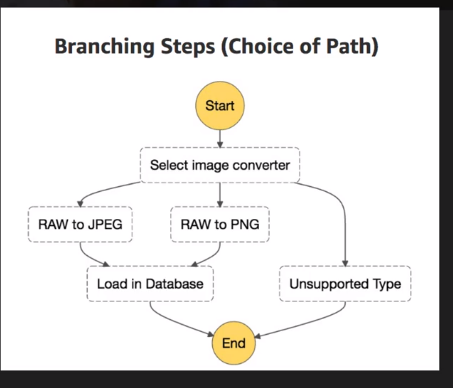 Branching Steps (Choice of Path)
Start
Select image converter
RAW to JPEG
RAW to PNG
Load in Database
Unsupported Type
End